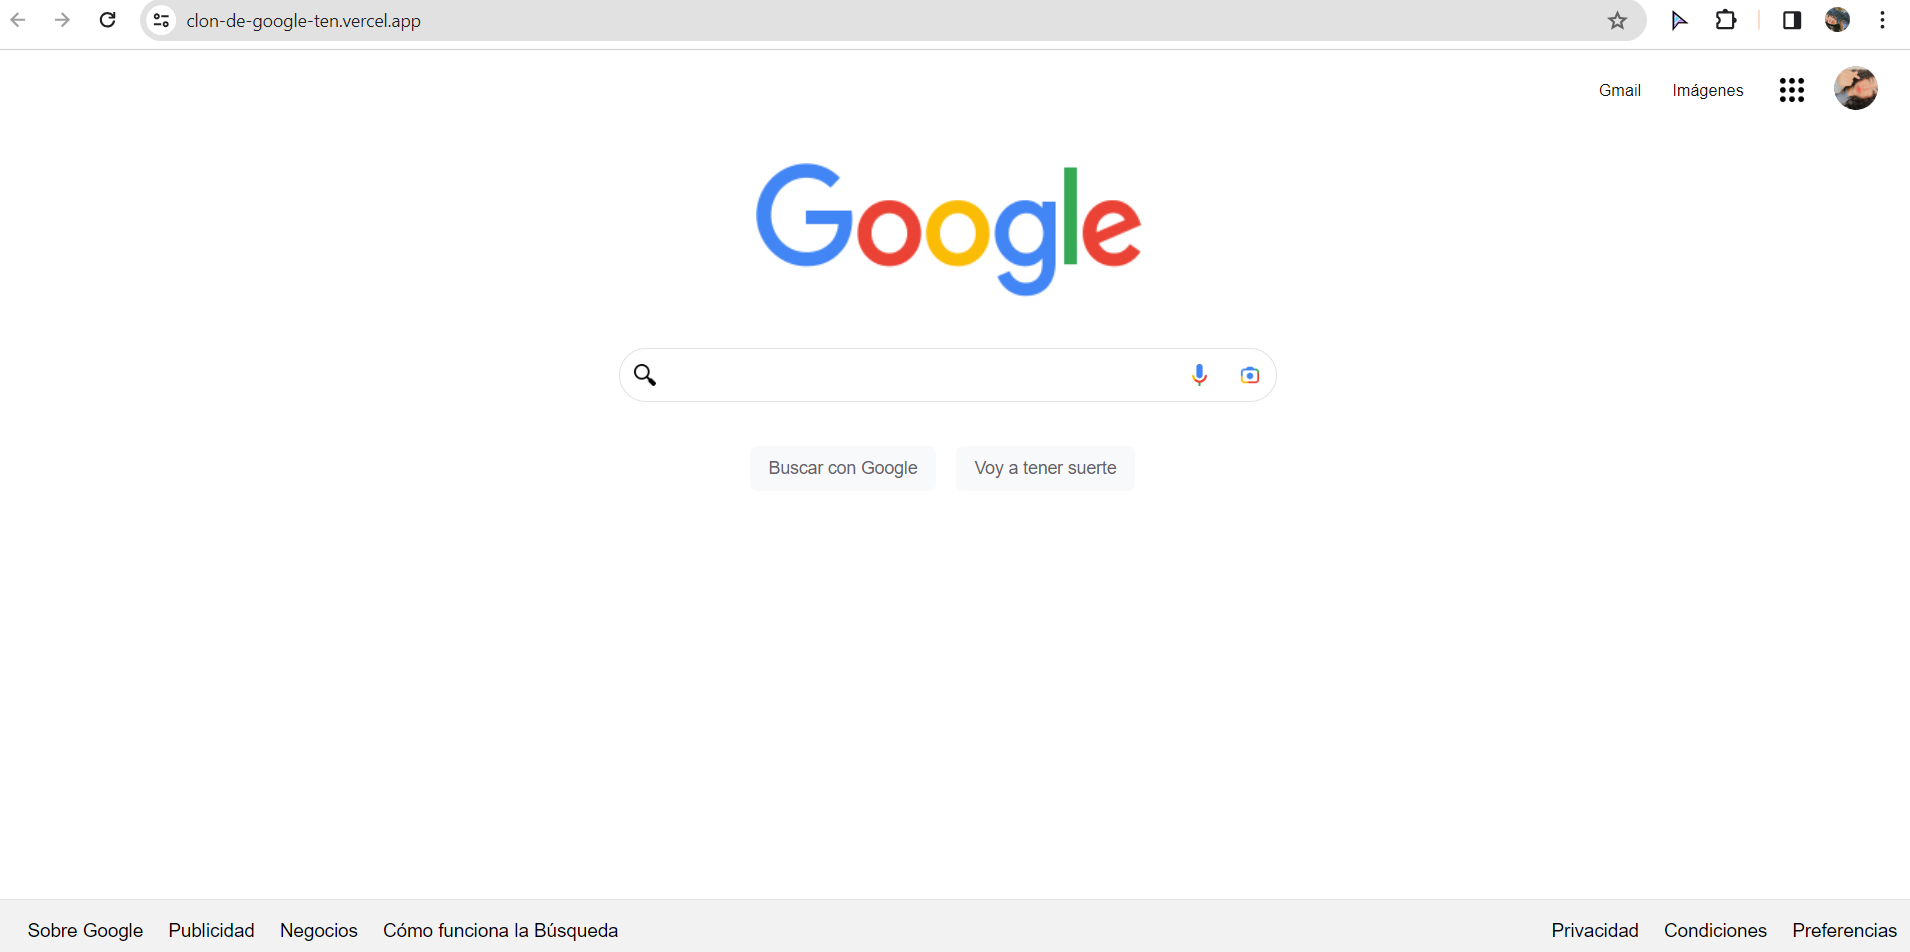 clon-de-google-ten.vercel.app
Gmail Imágenes
Google
Buscar con Google Voy a tener suerte
Sobre Google Publicidad Negocios Cómo funciona la Búsqueda Privacidad Condiciones Preferencias